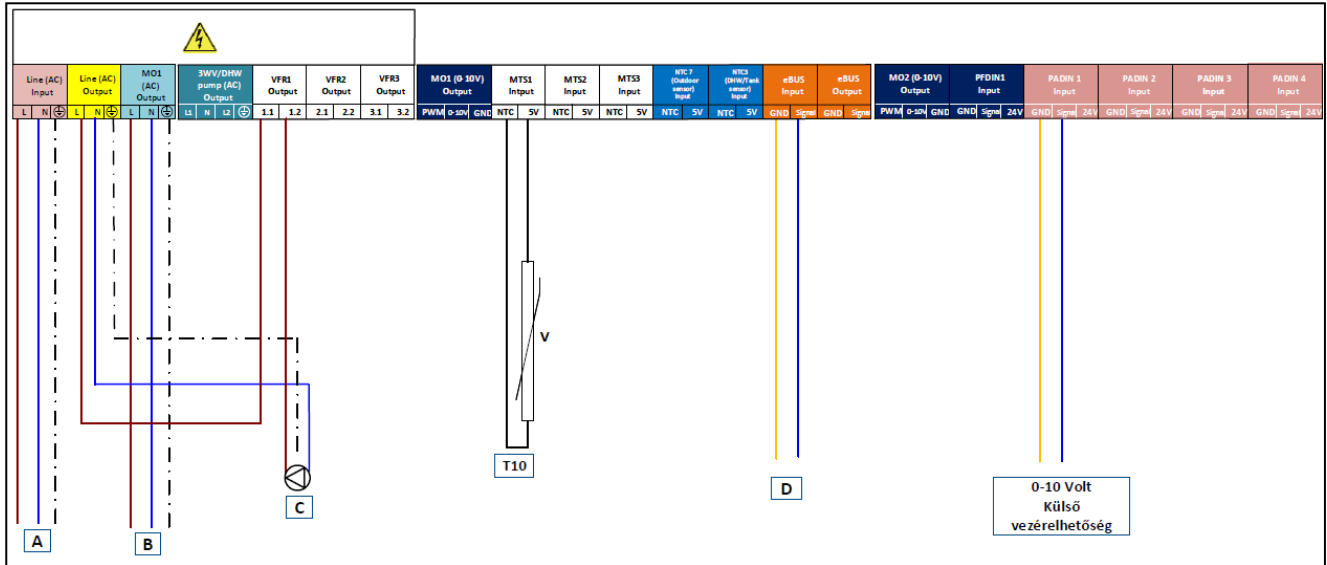 Line (AC)
Input
Line (AC)
Output
MO1
(AC)
Output
3WV/DHW
pump (AC)
Output
VFR1
Output
VFR2
Output
VFR3
Output
MO1 (0-10V)
Output
MTS1
Input
MTS2
Input
MTS3
Input
NTC 7
(Outdoor
sensor)
Input
NTC3
(DHW/Tank
sensor)
Input
eBUS
Input
eBUS
Output
MO2 (0-10V)
Output
PFDIN1
Input
PADIN 1
Input
PADIN 2
Input
PADIN 3
Input
PADIN 4
Input
L N L N L N L1 N L2 1.1 1.2 2.1 2.2 3.1 3.2 PWM 0-10V GND NTC 5V NTC 5V NTC 5V NTC 5V NTC 5V GND Signal GND Signal PWM 0-10V GND GND Signal 24V GND Signal 24V GND Signal 24V GND Signal 24V GND Signal 24V
V
T10
A
B
C
D
0-10 Volt
Külső
vezérelhetőség